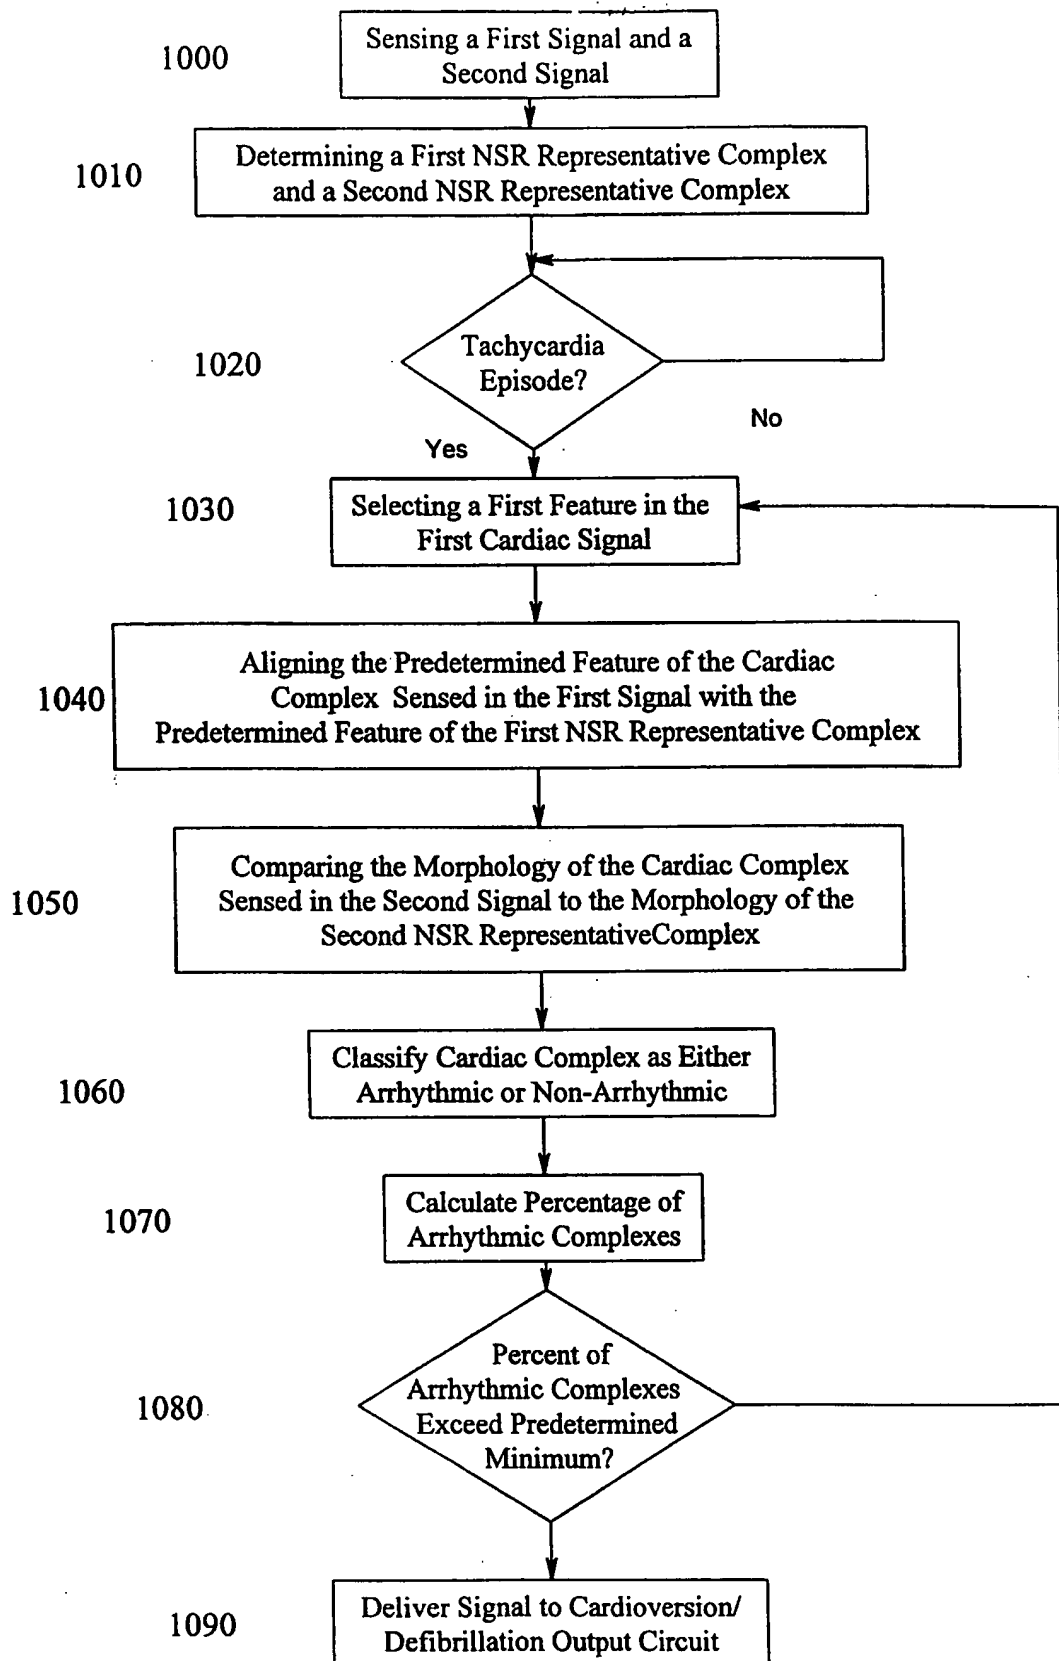 1000
Sensing a First Signal and a
Second Signal
1010
Determining a First NSR Representative Complex
and a Second NSR Representative Complex
1020
Tachycardia
Episode?
No
Yes
1030
Selecting a First Feature in the
First Cardiac Signal
1040
Aligning the Predetermined Feature of the Cardiac
Complex Sensed in the First Signal with the
Predetermined Feature of the First NSR Representative Complex
1050
Comparing the Morphology of the Cardiac Complex
Sensed in the Second Signal to the Morphology of the
Second NSR RepresentativeComplex
1060
Classify Cardiac Complex as Either
Arrhythmic or Non-Arrhythmic
1070
Calculate Percentage of
Arrhythmic Complexes
1080
Percent of
Arrhythmic Complexes
Exceed Predetermined
Minimum?
1090
Deliver Signal to Cardioversion/
Defibrillation Output Circuit